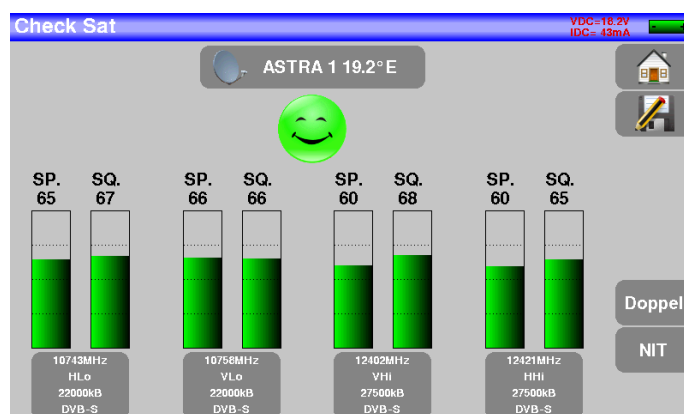 Check Sat
VDC=18.2V
IDC= 43mA
ASTRA 1 19.2°E
SP. SQ. SP. SQ. SP. SQ. SP. SQ.
65 67 66 66 60 68 60 65
Doppel
NIT
10743MHz 10758MHz 12402MHz 12421MHz
HLo VLo VHi HHi
22000kB 22000kB 27500kB 27500kB
DVB-S DVB-S DVB-S DVB-S